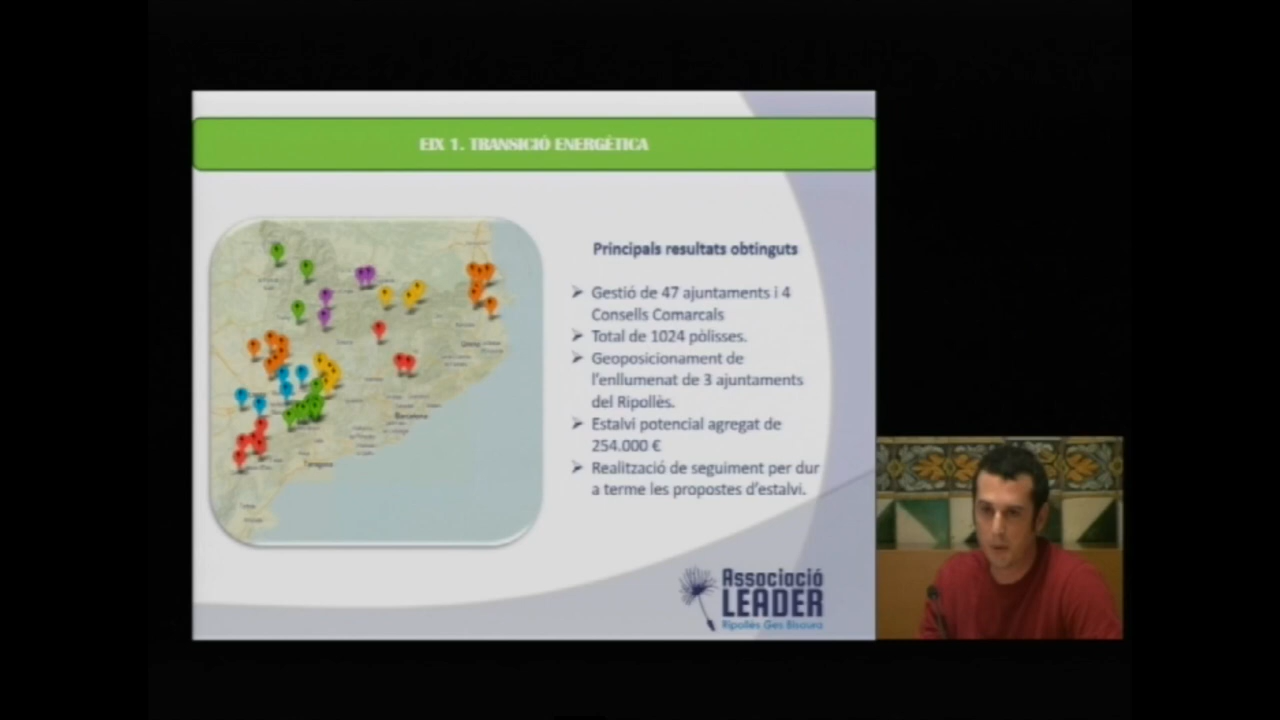 EIX 1. TRANSICIÓ ENERGÈTICA
Principals resultats obtinguts
➢ Gestió de 47 ajuntaments i 4
Consells Comarcals
➢ Total de 1024 pòlisses.
➢ Geoposicionament de
l'enllumenat de 3 ajuntaments
del Ripollès.
➢ Estalvi potencial agregat de
254.000 €
➢ Realització de seguiment per dur
a terme les propostes d'estalvi.
Barcelona
Tarragona
Associació
LEADER
Ripollès Ges Bisaura